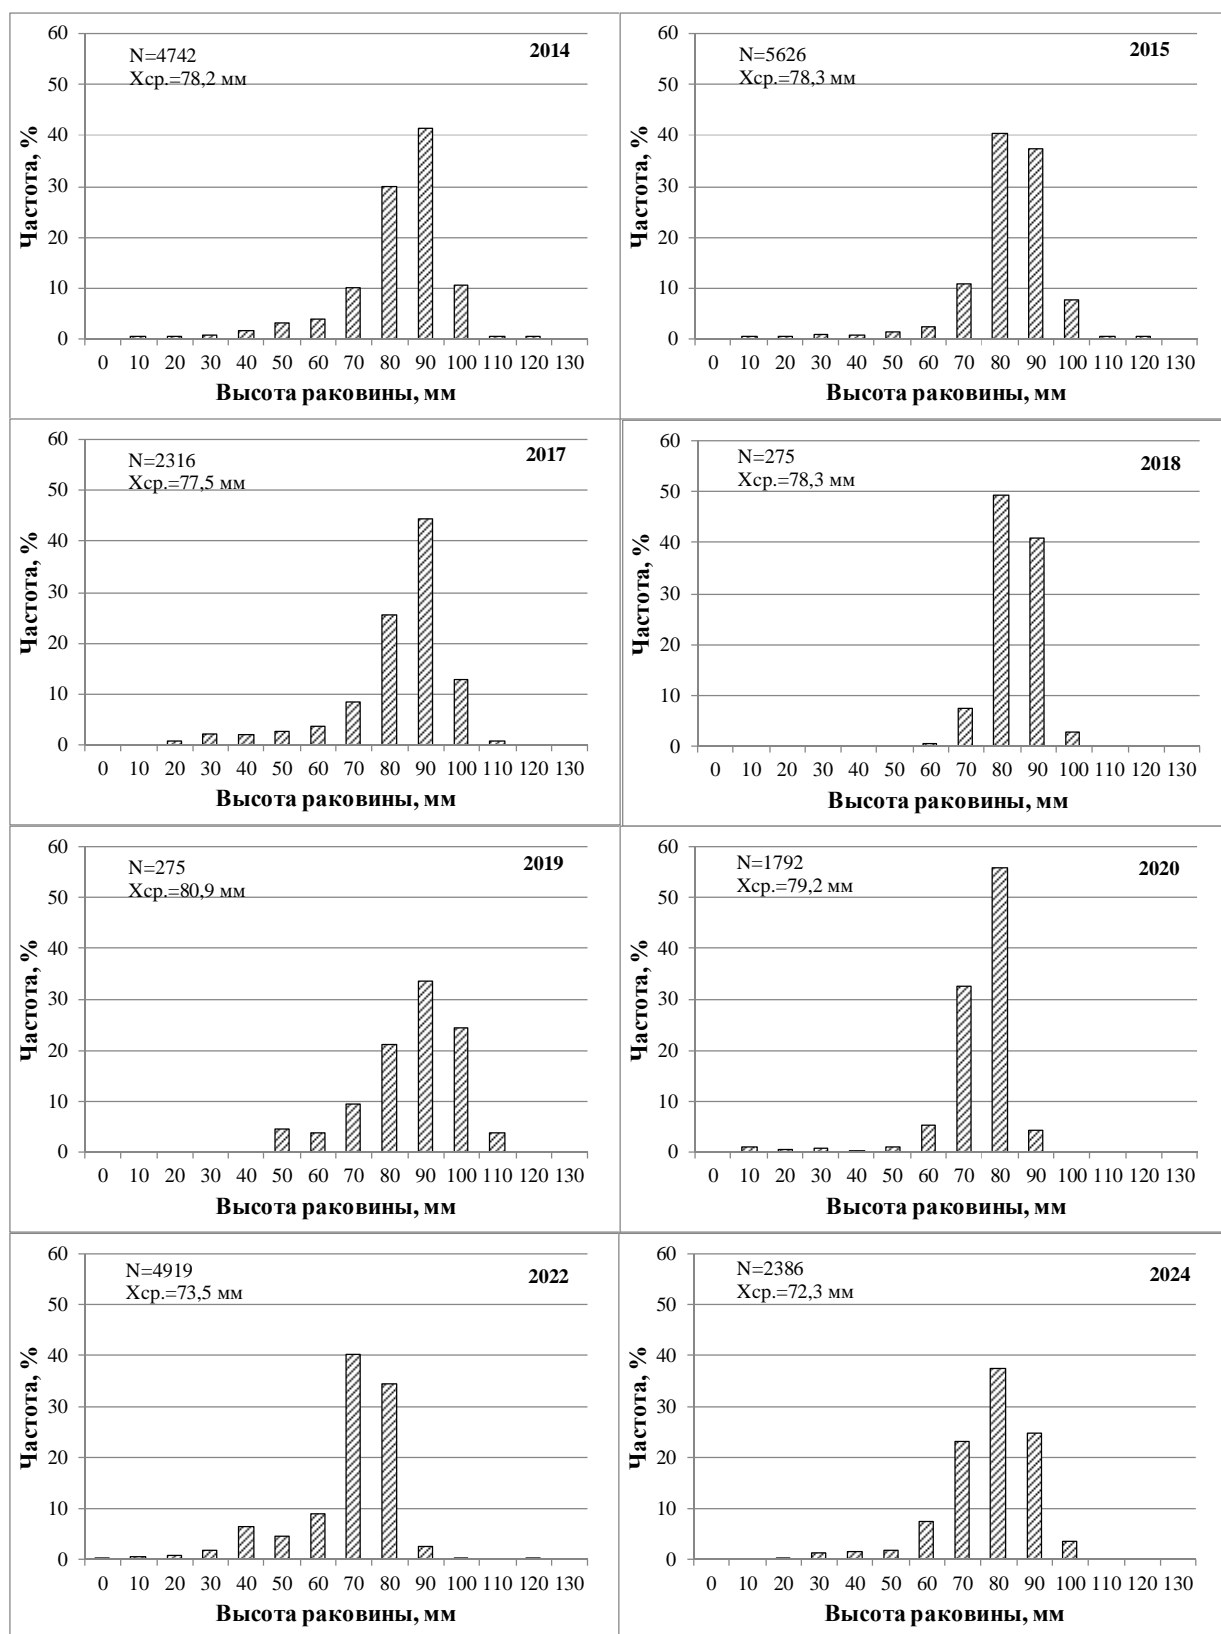 60
50
40
30
20
10
0
Частота, %
N=4742
Xср.=78,2 мм
2014
0 10 20 30 40 50 60 70 80 90 100 110 120 130
Высота раковины, мм
60
50
40
30
20
10
0
Частота, %
N=5626
Xср.=78,3 мм
2015
0 10 20 30 40 50 60 70 80 90 100 110 120 130
Высота раковины, мм
60
50
40
30
20
10
0
Частота, %
N=2316
Xср.=77,5 мм
2017
0 10 20 30 40 50 60 70 80 90 100 110 120 130
Высота раковины, мм
60
50
40
30
20
10
0
Частота, %
N=275
Xср.=78,3 мм
2018
0 10 20 30 40 50 60 70 80 90 100 110 120 130
Высота раковины, мм
60
50
40
30
20
10
0
Частота, %
N=275
Xср.=80,9 мм
2019
0 10 20 30 40 50 60 70 80 90 100 110 120 130
Высота раковины, мм
60
50
40
30
20
10
0
Частота, %
N=1792
Xср.=79,2 мм
2020
0 10 20 30 40 50 60 70 80 90 100 110 120 130
Высота раковины, мм
60
50
40
30
20
10
0
Частота, %
N=4919
Xср.=73,5 мм
2022
0 10 20 30 40 50 60 70 80 90 100 110 120 130
Высота раковины, мм
60
50
40
30
20
10
0
Частота, %
N=2386
Xср.=72,3 мм
2024
0 10 20 30 40 50 60 70 80 90 100 110 120 130
Высота раковины, мм